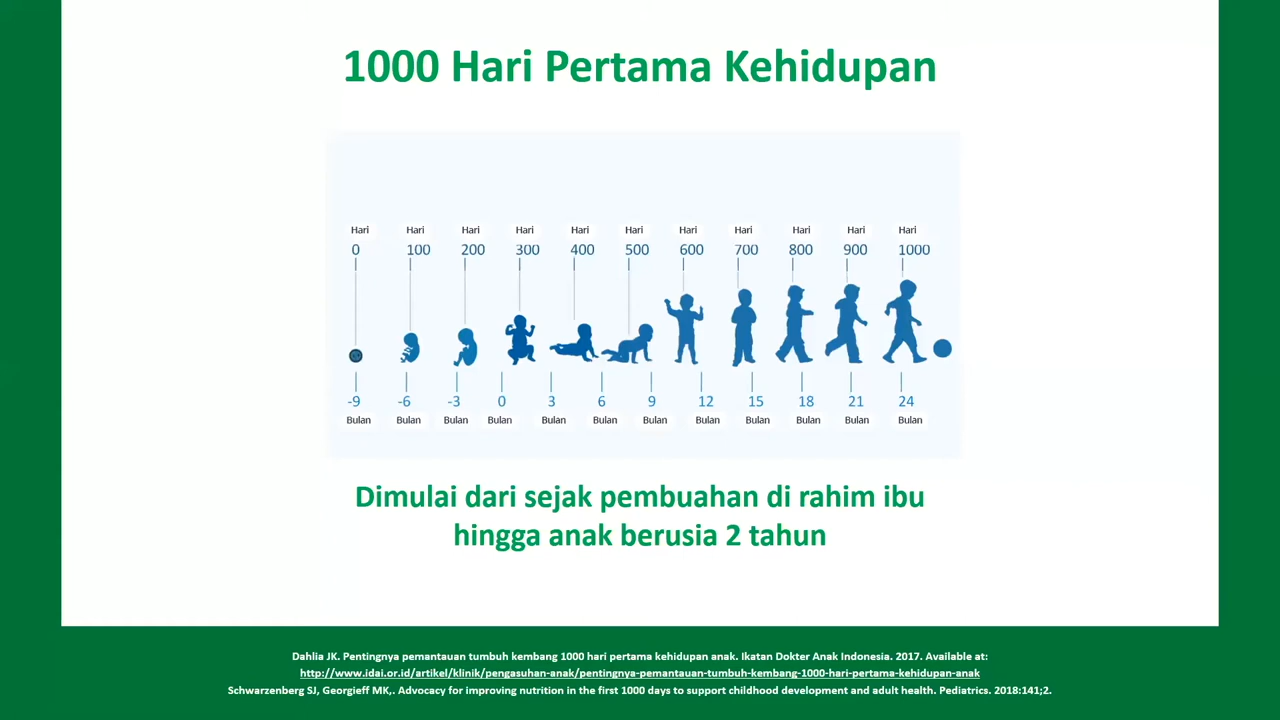 1000 Hari Pertama Kehidupan
Hari Hari Hari Hari Hari Hari Hari Hari Hari Hari Hari
0 100 200 300 400 500 600 700 800 900 1000
-9 -6 -3 0 3 6 9 12 15 18 21 24
Bulan Bulan Bulan Bulan Bulan Bulan Bulan Bulan Bulan Bulan Bulan Bulan
Dimulai dari sejak pembuahan di rahim ibu
hingga anak berusia 2 tahun
Dahlia JK. Pentingnya pemantauan tumbuh kembang 1000 hari pertama kehidupan anak. Ikatan Dokter Anak Indonesia. 2017. Available at:
http://www.idai.or.id/artikel/klinik/pengasuhan-anak/pentingnya-pemantauan-tumbuh-kembang-1000-hari-pertama-kehidupan-anak
Schwarzenberg SJ, Georgieff MK,. Advocacy for improving nutrition in the first 1000 days to support childhood development and adult health. Pediatrics. 2018:141;2.